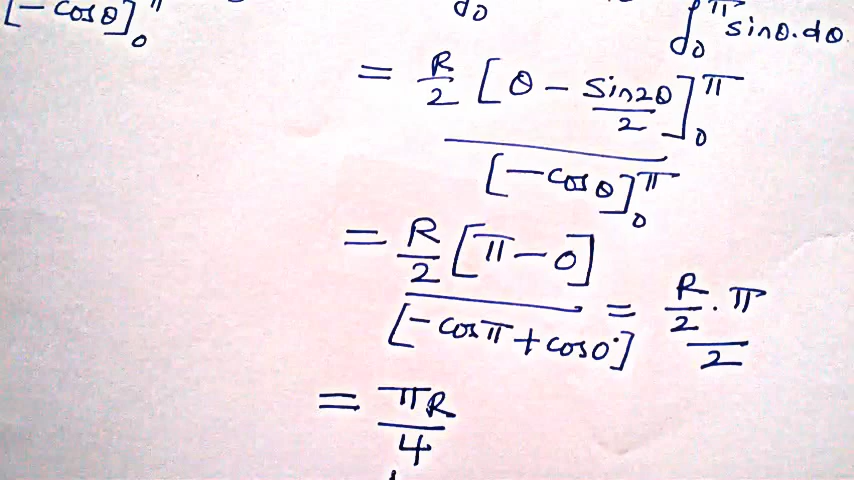 [-cosθ]₀^π ∫₀ ∫₀^π sinθ.dθ
= R/2 [θ - sin2θ/2]₀^π
[-cosθ]₀^π
= R/2 [π - 0]
[-cosπ + cos0°] = R/2 . π / 2
= πR/4